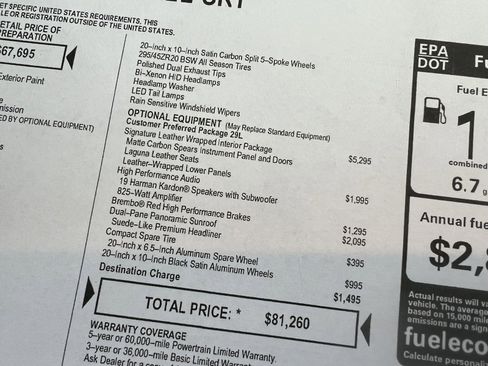 SRT
ET SPECIFIC UNITED STATES REQUIREMENTS. THIS
LE OR REGISTRATION OUTSIDE OF THE UNITED STATES.
ETAIL PRICE OF
REPARATION
$67,695
Exterior Paint
ED BY OPTIONAL EQUIPMENT)
20–inch x 10–inch Satin Carbon Split 5–Spoke Wheels
295/45ZR20 BSW All Season Tires
Polished Dual Exhaust Tips
Bi–Xenon HID Headlamps
Headlamp Washer
LED Tail Lamps
Rain Sensitive Windshield Wipers
OPTIONAL EQUIPMENT (May Replace Standard Equipment)
Customer Preferred Package 29L
Signature Leather Wrapped Interior Package $5,295
Matte Carbon Spears Instrument Panel and Doors
Laguna Leather Seats
Leather–Wrapped Lower Panels
High Performance Audio $1,995
19 Harman Kardon® Speakers with Subwoofer
825–Watt Amplifier
Brembo® Red High Performance Brakes $1,295
Dual–Pane Panoramic Sunroof $2,095
Suede–Like Premium Headliner
Compact Spare Tire $395
20–inch x 6.5–inch Aluminum Spare Wheel
20–inch x 10–inch Black Satin Aluminum Wheels $995
Destination Charge $1,495
TOTAL PRICE: * $81,260
WARRANTY COVERAGE
5–year or 60,000–mile Powertrain Limited Warranty.
3–year or 36,000–mile Basic Limited Warranty.
Ask Dealer for a
EPA
DOT
Fu
Fuel E
1
combined
6.7
Annual fue
$2,
Actual results will va
vehicle. The average
based on 15,000 mile
emissions are a sign
fueleco
Calculate personaliz